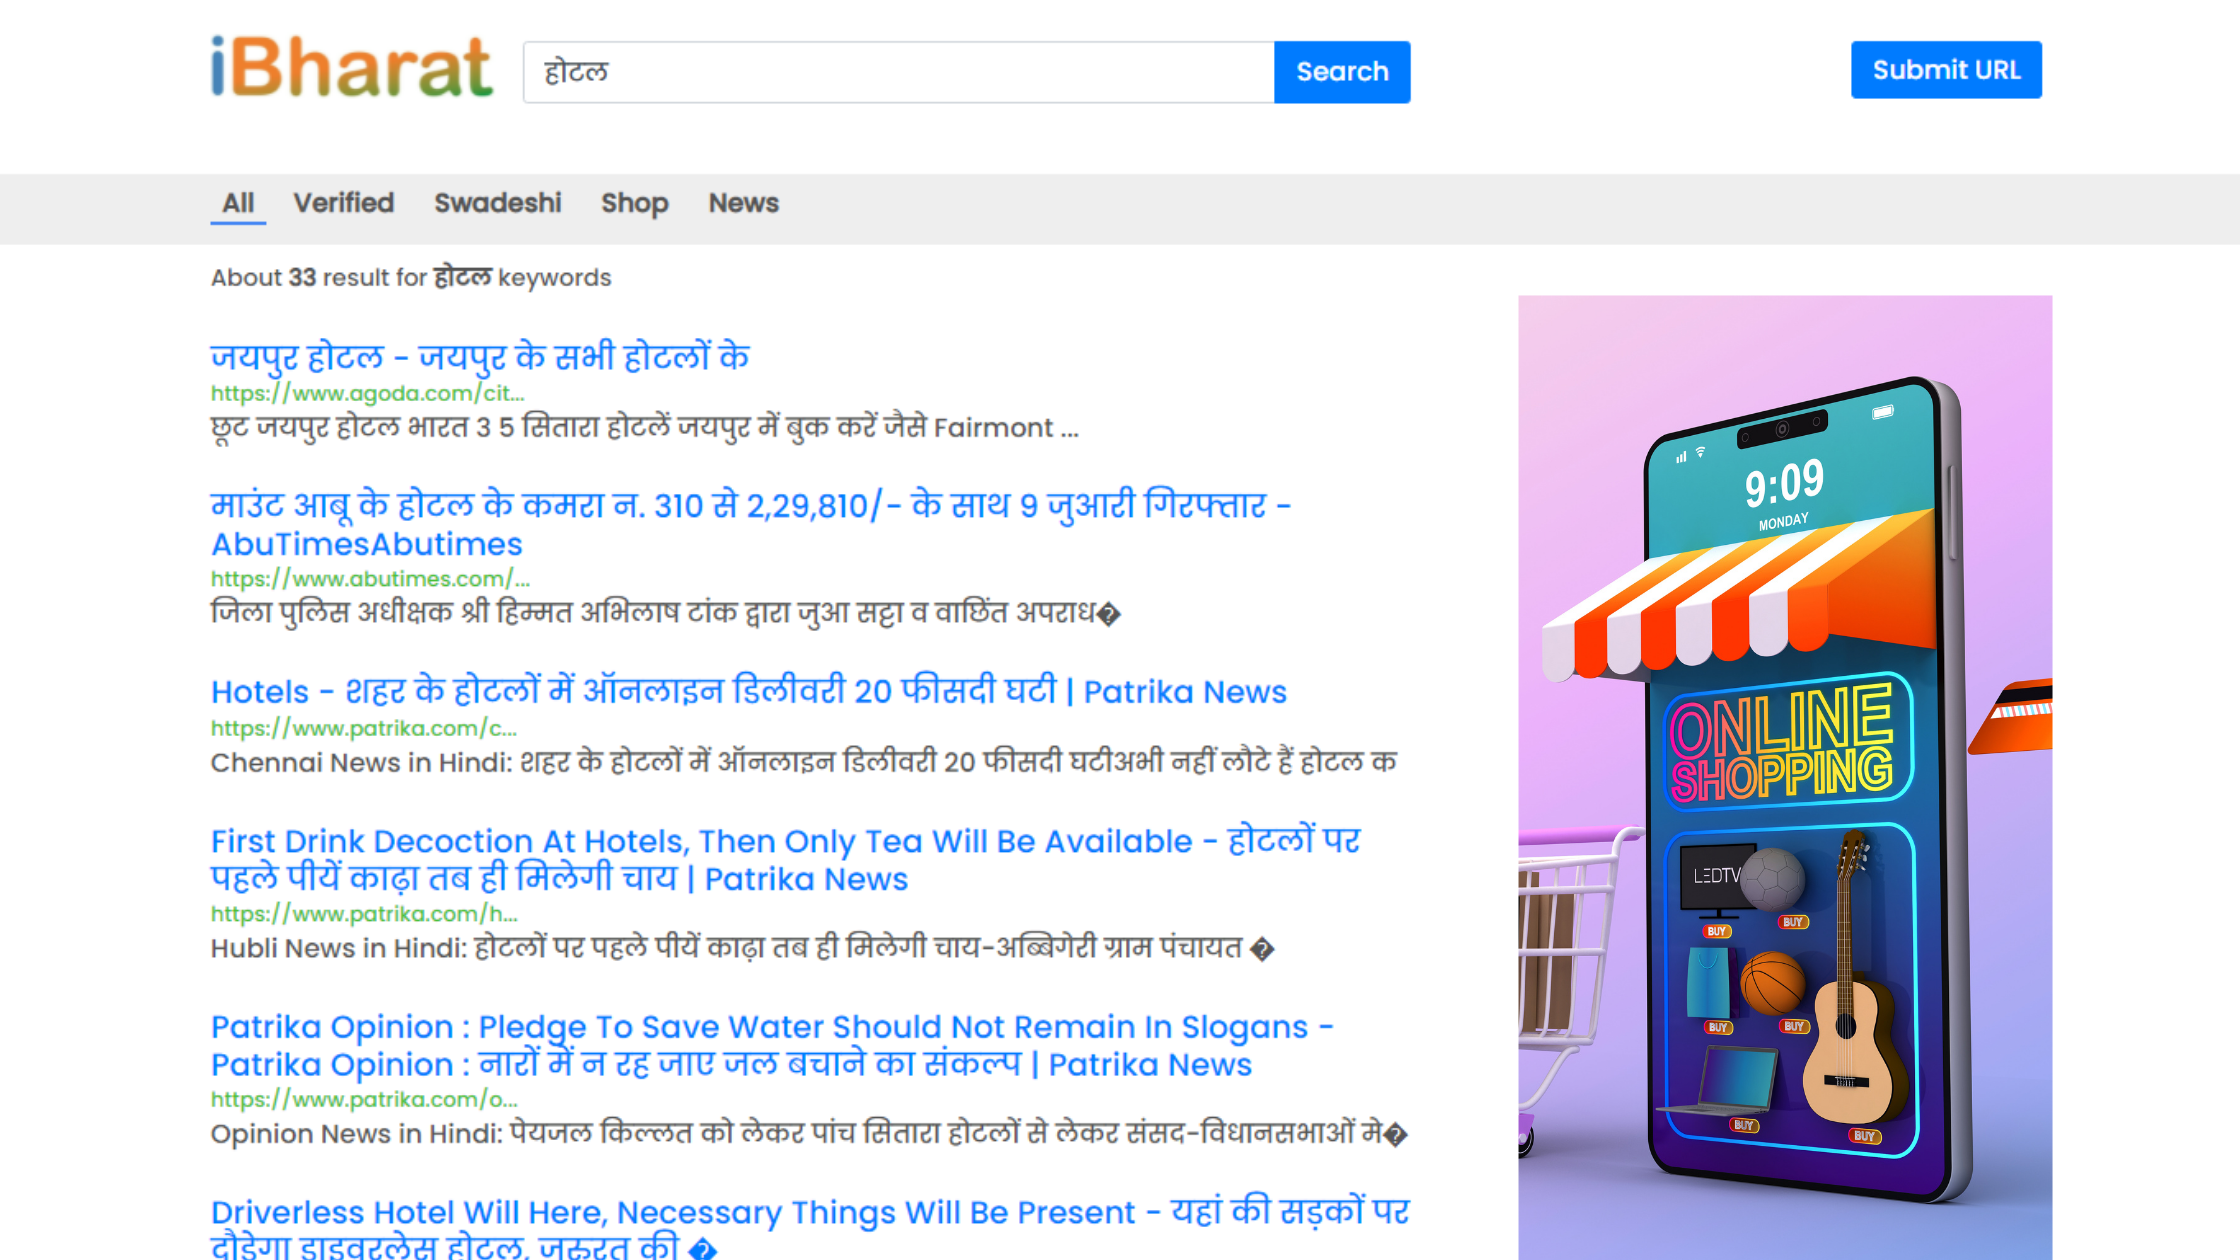 iBharat
होटल
Search
Submit URL
All
Verified
Swadeshi
Shop
News
About 33 result for होटल keywords
जयपुर होटल - जयपुर के सभी होटलों के
https://www.agoda.com/cit...
छूट जयपुर होटल भारत 3 5 सितारा होटलें जयपुर में बुक करें जैसे Fairmont ...
माउंट आबू के होटल के कमरा न. 310 से 2,29,810/- के साथ 9 जुआरी गिरफ्तार -
AbuTimesAbutimes
https://www.abutimes.com/...
जिला पुलिस अधीक्षक श्री हिम्मत अभिलाष टांक द्वारा जुआ सट्टा व वाछिंत अपराध�
Hotels - शहर के होटलों में ऑनलाइन डिलीवरी 20 फीसदी घटी | Patrika News
https://www.patrika.com/c...
Chennai News in Hindi: शहर के होटलों में ऑनलाइन डिलीवरी 20 फीसदी घटीअभी नहीं लौटे हैं होटल क
First Drink Decoction At Hotels, Then Only Tea Will Be Available - होटलों पर
पहले पीयें काढ़ा तब ही मिलेगी चाय | Patrika News
https://www.patrika.com/h...
Hubli News in Hindi: होटलों पर पहले पीयें काढ़ा तब ही मिलेगी चाय-अब्बिगेरी ग्राम पंचायत �
Patrika Opinion : Pledge To Save Water Should Not Remain In Slogans -
Patrika Opinion : नारों में न रह जाए जल बचाने का संकल्प | Patrika News
https://www.patrika.com/o...
Opinion News in Hindi: पेयजल किल्लत को लेकर पांच सितारा होटलों से लेकर संसद-विधानसभाओं मे�
Driverless Hotel Will Here, Necessary Things Will Be Present - यहां की सड़कों पर
दौड़ेगा ड्राइवरलेस होटल, जरुरत की �
9:09
MONDAY
ONLINE
SHOPPING
LEDTV
BUY
BUY
BUY
BUY
BUY
BUY